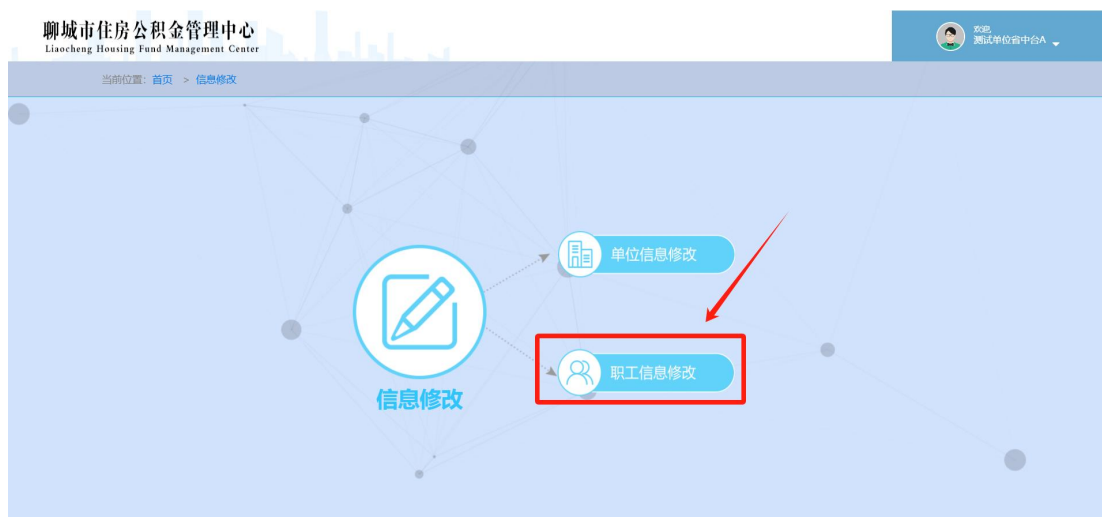 聊城市住房公积金管理中心
Liaocheng Housing Fund Management Center
欢迎,
测试单位省中台A
当前位置：首页 > 信息修改
单位信息修改
职工信息修改
信息修改